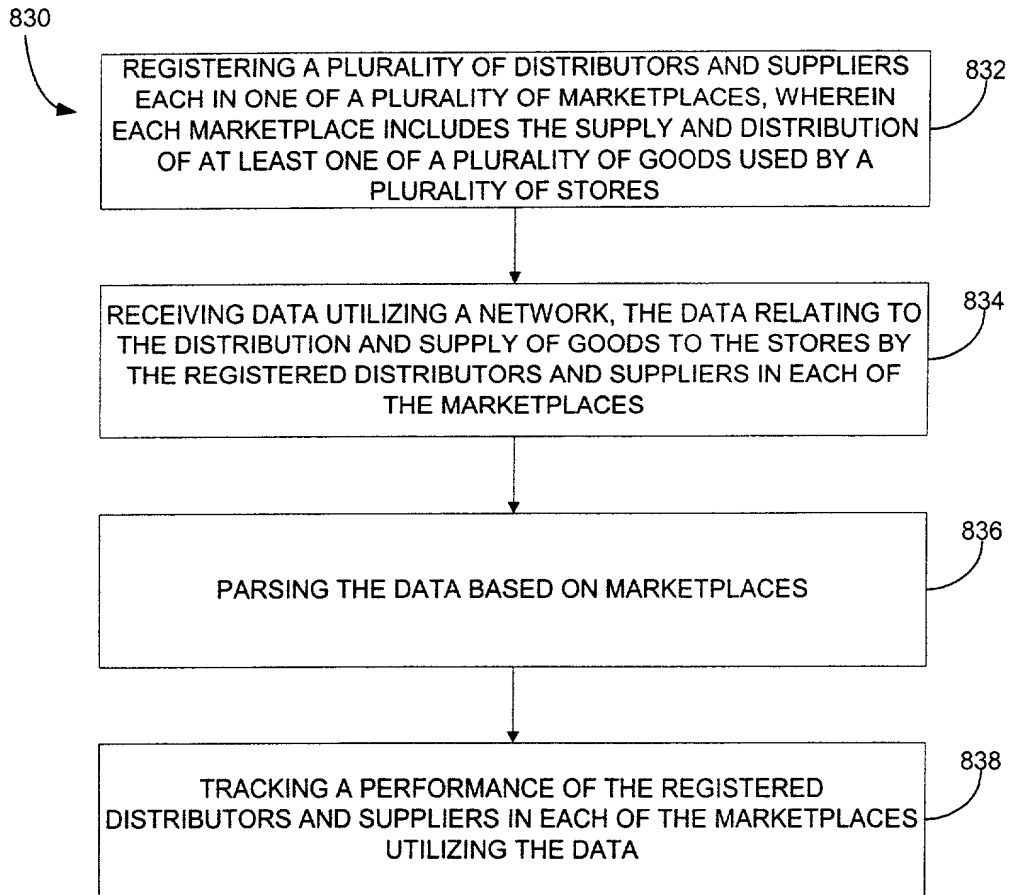 830
REGISTERING A PLURALITY OF DISTRIBUTORS AND SUPPLIERS
EACH IN ONE OF A PLURALITY OF MARKETPLACES, WHEREIN
EACH MARKETPLACE INCLUDES THE SUPPLY AND DISTRIBUTION
OF AT LEAST ONE OF A PLURALITY OF GOODS USED BY A
PLURALITY OF STORES
832
RECEIVING DATA UTILIZING A NETWORK, THE DATA RELATING TO
THE DISTRIBUTION AND SUPPLY OF GOODS TO THE STORES BY
THE REGISTERED DISTRIBUTORS AND SUPPLIERS IN EACH OF
THE MARKETPLACES
834
PARSING THE DATA BASED ON MARKETPLACES
836
TRACKING A PERFORMANCE OF THE REGISTERED
DISTRIBUTORS AND SUPPLIERS IN EACH OF THE MARKETPLACES
UTILIZING THE DATA
838